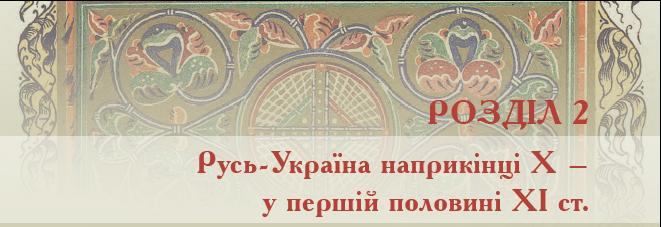 РОЗДІЛ 2
Русь-Україна наприкінці X –
у першій половині XI ст.